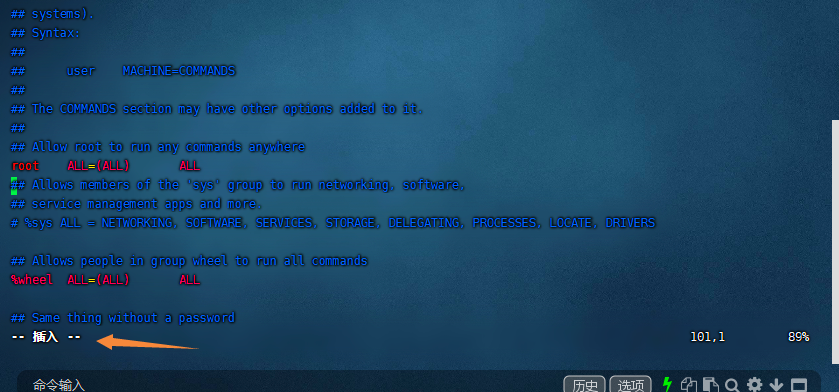 ## systems).
## Syntax:
##
##      user    MACHINE=COMMANDS
##
## The COMMANDS section may have other options added to it.
##
## Allow root to run any commands anywhere
root    ALL=(ALL)       ALL
## Allows members of the 'sys' group to run networking, software,
## service management apps and more.
# %sys ALL = NETWORKING, SOFTWARE, SERVICES, STORAGE, DELEGATING, PROCESSES, LOCATE, DRIVERS
## Allows people in group wheel to run all commands
%wheel  ALL=(ALL)       ALL
## Same thing without a password
-- 插入 -- 101,1 89%
命令输入 历史 选项